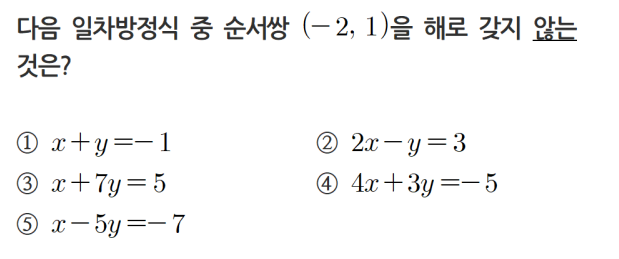 다음 일차방정식 중 순서쌍 (−2, 1)을 해로 갖지 않는
것은?
① x+y=−1 ② 2x−y=3
③ x+7y=5 ④ 4x+3y=−5
⑤ x−5y=−7